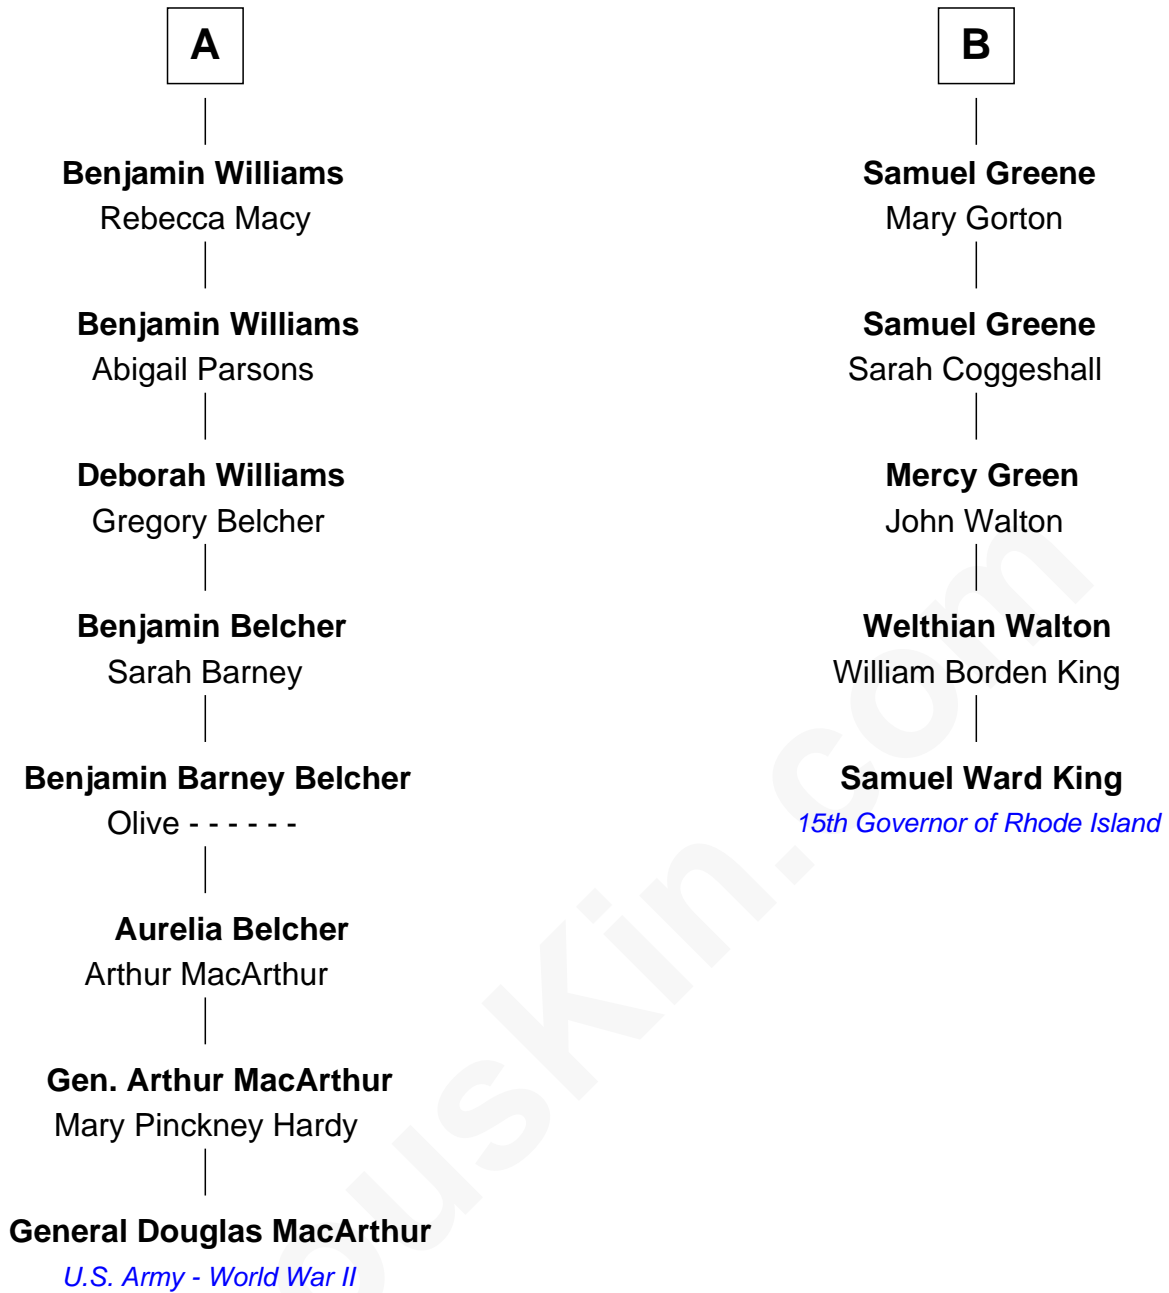 A
Benjamin Williams
Rebecca Macy
Benjamin Williams
Abigail Parsons
Deborah Williams
Gregory Belcher
Benjamin Belcher
Sarah Barney
Benjamin Barney Belcher
Olive - - - - - -
Aurelia Belcher
Arthur MacArthur
Gen. Arthur MacArthur
Mary Pinckney Hardy
General Douglas MacArthur
U.S. Army - World War II
B
Samuel Greene
Mary Gorton
Samuel Greene
Sarah Coggeshall
Mercy Green
John Walton
Welthian Walton
William Borden King
Samuel Ward King
15th Governor of Rhode Island
ousKin.com